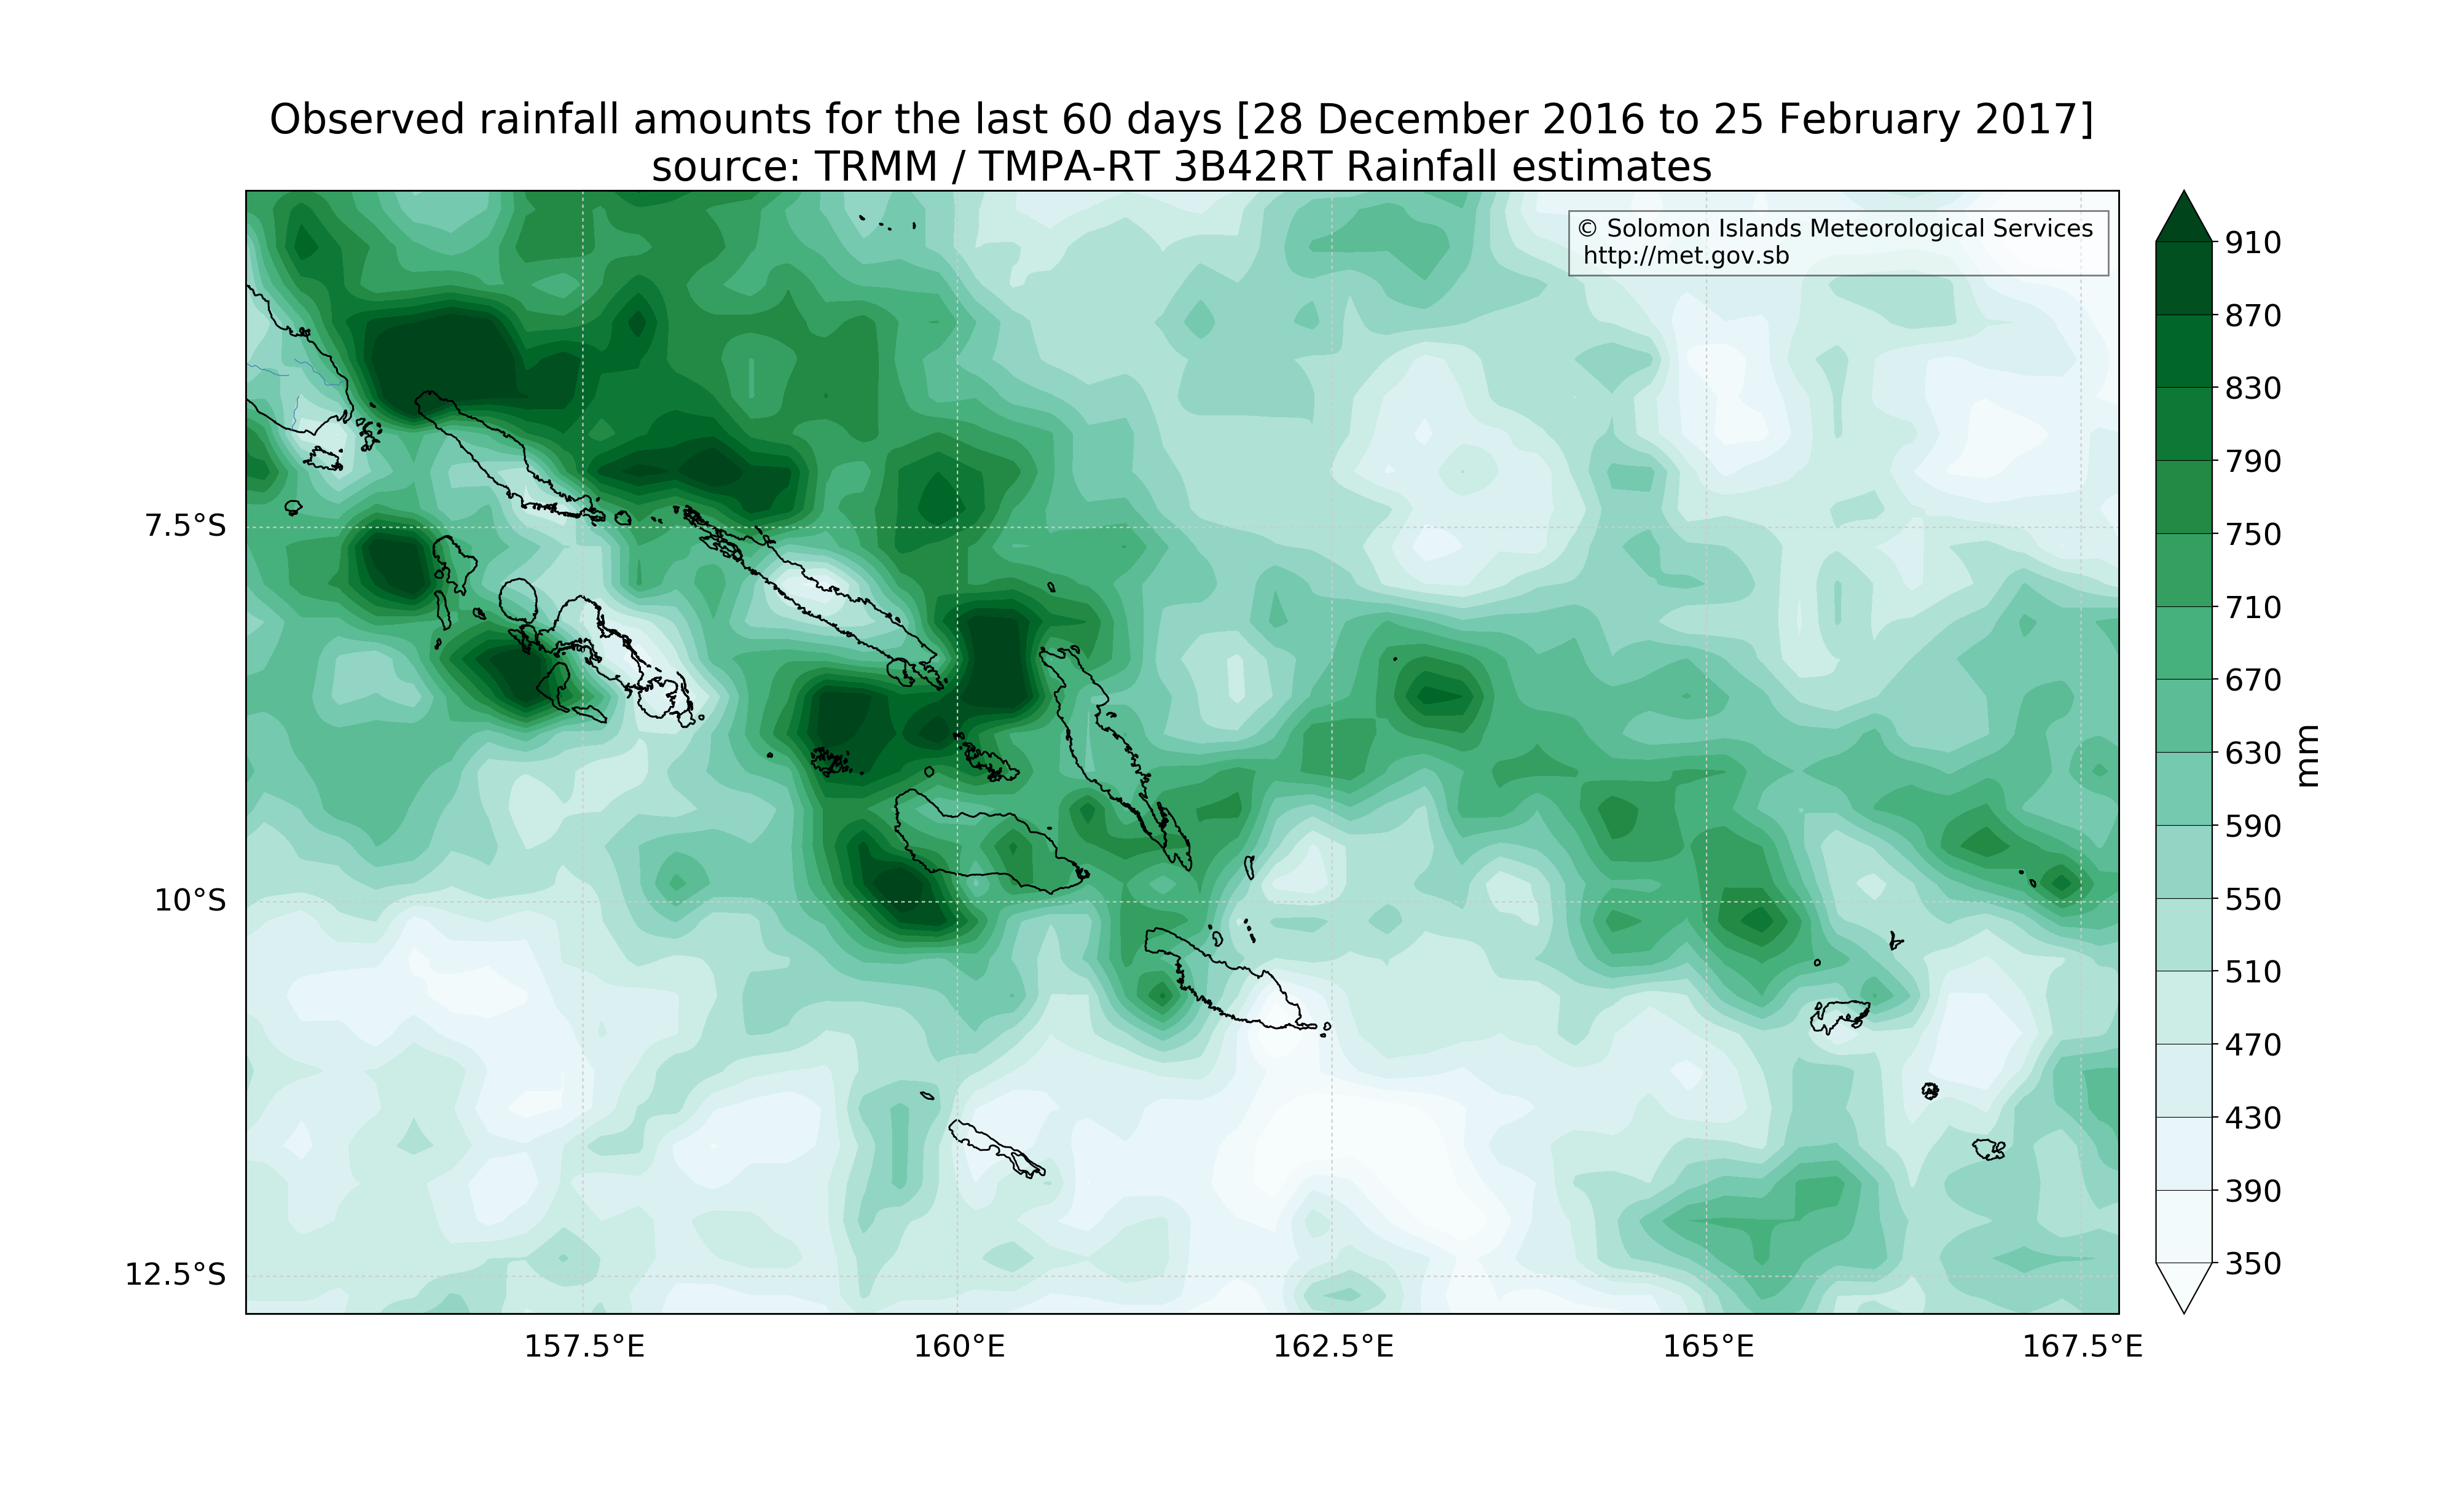 Observed rainfall amounts for the last 60 days [28 December 2016 to 25 February 2017]
source: TRMM / TMPA-RT 3B42RT Rainfall estimates
© Solomon Islands Meteorological Services
http://met.gov.sb
7.5°S
10°S
12.5°S
157.5°E
160°E
162.5°E
165°E
167.5°E
910
870
830
790
750
710
670
630
590
550
510
470
430
390
350
mm